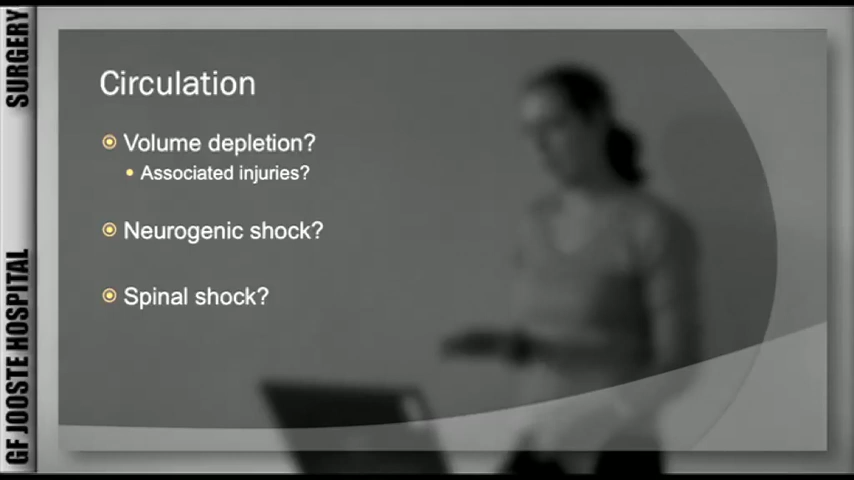 SURGERY
GF JOOSTE HOSPITAL
Circulation
Volume depletion?
Associated injuries?
Neurogenic shock?
Spinal shock?